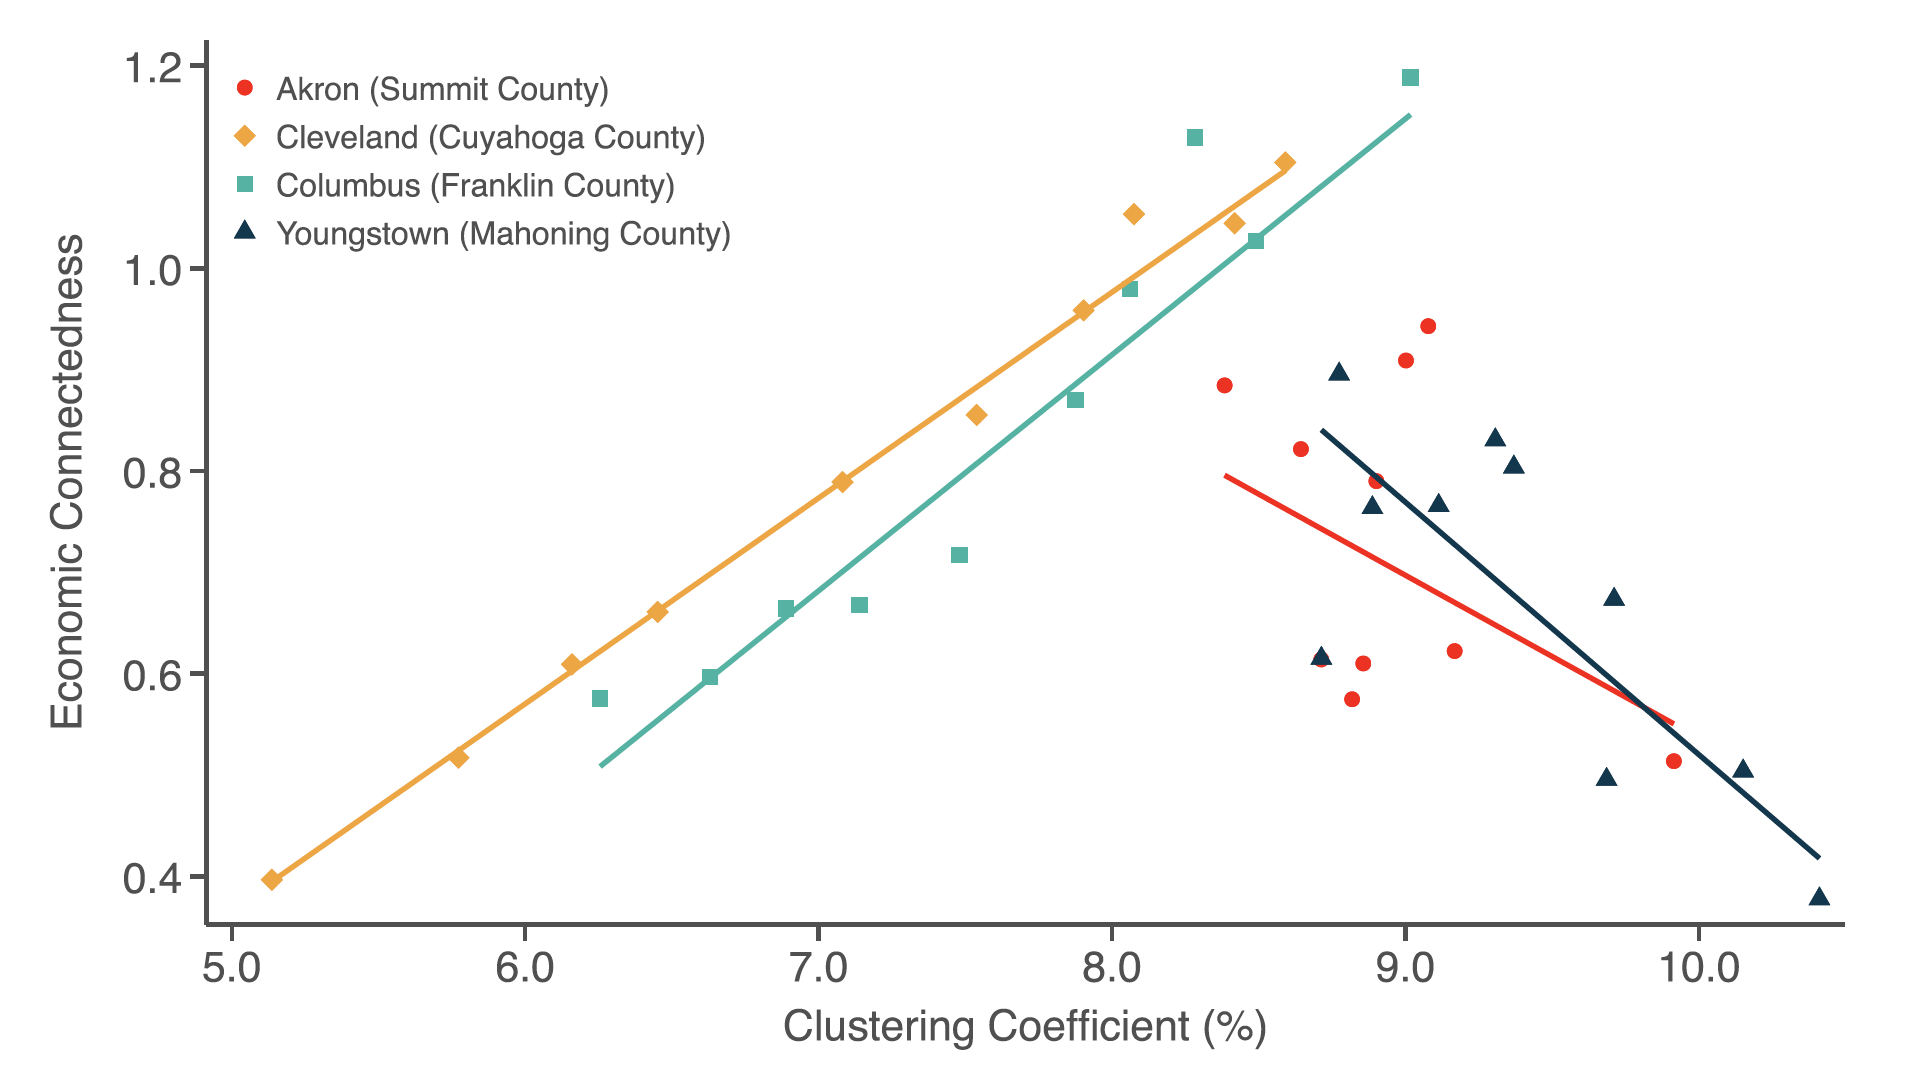 1.2
1.0
0.8
0.6
0.4
Economic Connectedness
Akron (Summit County)
Cleveland (Cuyahoga County)
Columbus (Franklin County)
Youngstown (Mahoning County)
5.0 6.0 7.0 8.0 9.0 10.0
Clustering Coefficient (%)